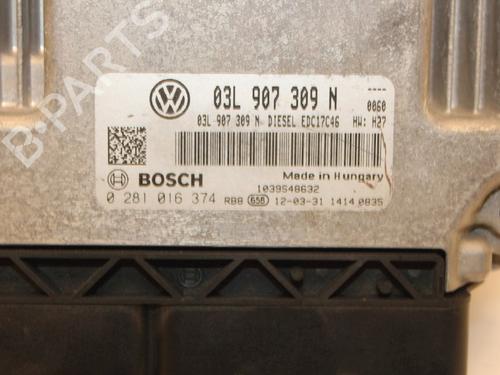 B-PARTS
03L 907 309 N
0060
03L 907 309 N DIESEL EDC17C46 HW: H27
Made in Hungary
BOSCH
1039S48632
0 281 016 374 RBB 658 12-03-31 1414 0835